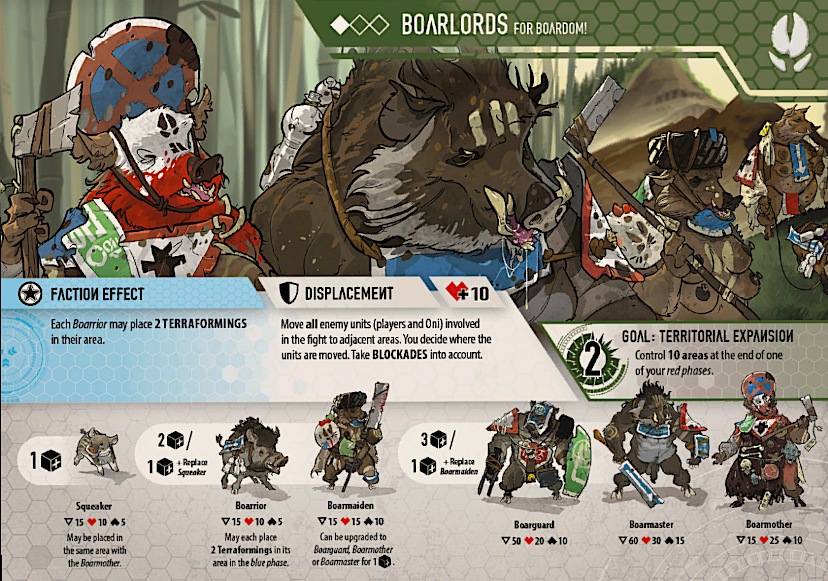 BOARLORDS FOR BOARDOM!
FACTION EFFECT
Each Boarrior may place 2 TERRAFORMINGS
in their area.
DISPLACEMENT
+10
Move all enemy units (players and Oni) involved
in the fight to adjacent areas. You decide where the
units are moved. Take BLOCKADES into account.
2
GOAL: TERRITORIAL EXPANSION
Control 10 areas at the end of one
of your red phases.
1
2 /
1 + Replace
Squeaker
3 /
1 + Replace
Boarmaiden
Squeaker
15 10 5
May be placed in
the same area with
the Boarmother.
Boarrior
15 10 5
May each place
2 Terraformings in its
area in the blue phase.
Boarmaiden
15 15 10
Can be upgraded to
Boarguard, Boarmother
or Boarmaster for 1 .
Boarguard
50 20 10
Boarmaster
60 30 15
Boarmother
15 25 10